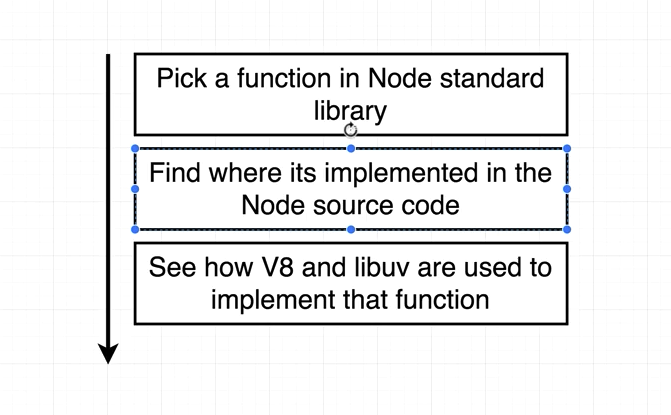 Pick a function in Node standard
library
Find where its implemented in the
Node source code
See how V8 and libuv are used to
implement that function